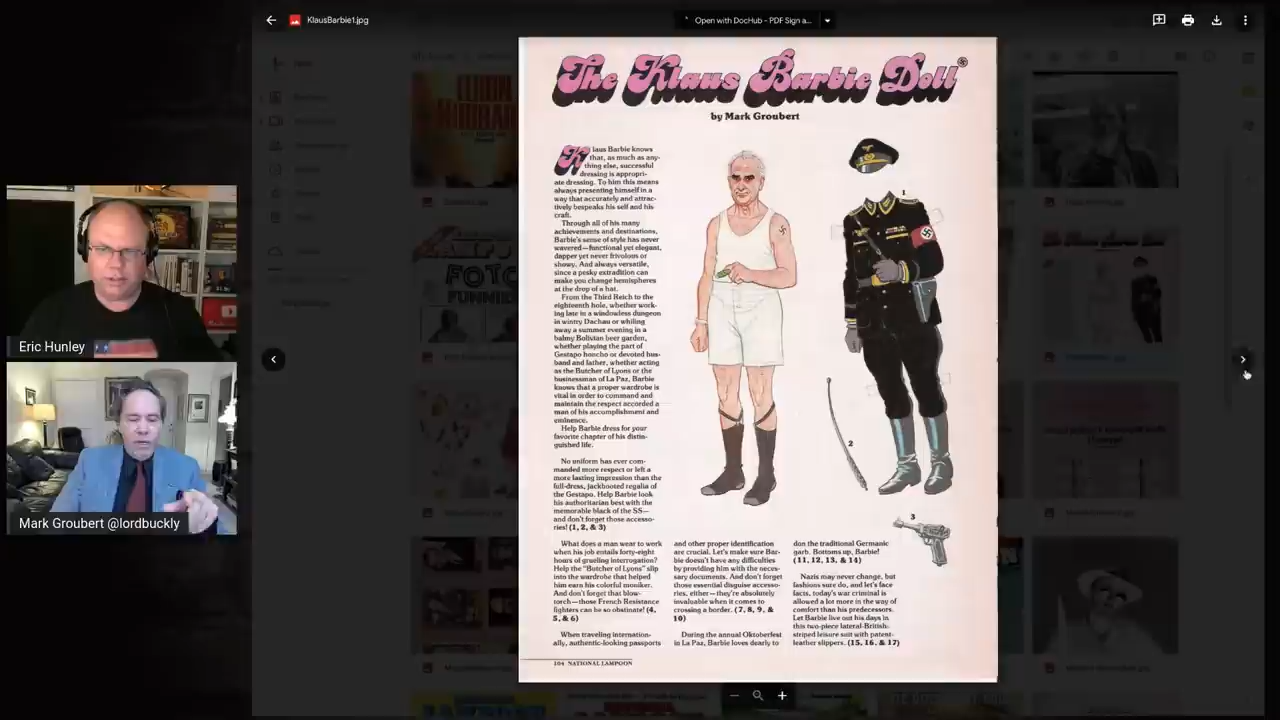 KlausBarbie1.jpg
Open with DocHub - PDF Sign a...
The Klaus Barbie Doll
by Mark Groubert
Klaus Barbie knows
that, as much as any-
thing else, successful
dressing is appropri-
ate dressing. To him this means
always presenting himself in a
way that accurately and attrac-
tively bespeaks his self and his
craft.
Through all of his many
achievements and destinations,
Barbie's sense of style has never
wavered—functional yet elegant,
dapper yet never frivolous or
showy. And always versatile,
since a pesky extradition can
make you change hemispheres
at the drop of a hat.
From the Third Reich to the
eighteenth hole, whether work-
ing late in a windowless dungeon
in wintry Dachau or whiling
away a summer evening in a
balmy Bolivian beer garden,
whether playing the part of
Gestapo honcho or devoted hus-
band and father, whether acting
as the Butcher of Lyons or the
businessman of La Paz, Barbie
knows that a proper wardrobe is
vital in order to command and
maintain the respect accorded a
man of his accomplishment and
eminence.
Help Barbie dress for your
favorite chapter of his distin-
guished life.
No uniform has ever com-
manded more respect or left a
more lasting impression than the
full-dress, jackbooted regalia of
the Gestapo. Help Barbie look
his authoritarian best with the
memorable black of the SS—
and don't forget those accesso-
ries! (1, 2, & 3)
What does a man wear to work
when his job entails forty-eight
hours of grueling interrogation?
Help the "Butcher of Lyons" slip
into the wardrobe that helped
him earn his colorful moniker.
And don't forget that blow-
torch—those French Resistance
fighters can be so obstinate! (4,
5, & 6)
When traveling internation-
ally, authentic-looking passports
and other proper identification
are crucial. Let's make sure Bar-
bie doesn't have any difficulties
by providing him with the neces-
sary documents. And don't forget
those essential disguise accesso-
ries, either—they're absolutely
invaluable when it comes to
crossing a border. (7, 8, 9, &
10)
During the annual Oktoberfest
in La Paz, Barbie loves dearly to
don the traditional Germanic
garb. Bottoms up, Barbie!
(11, 12, 13, & 14)
Nazis may never change, but
fashions sure do, and let's face
facts, today's war criminal is
allowed a lot more in the way of
comfort than his predecessors.
Let Barbie live out his days in
this two-piece lateral-British-
striped leisure suit with patent-
leather slippers. (15, 16, & 17)
1
2
3
104 NATIONAL LAMPOON
Eric Hunley
Mark Groubert @lordbuckly